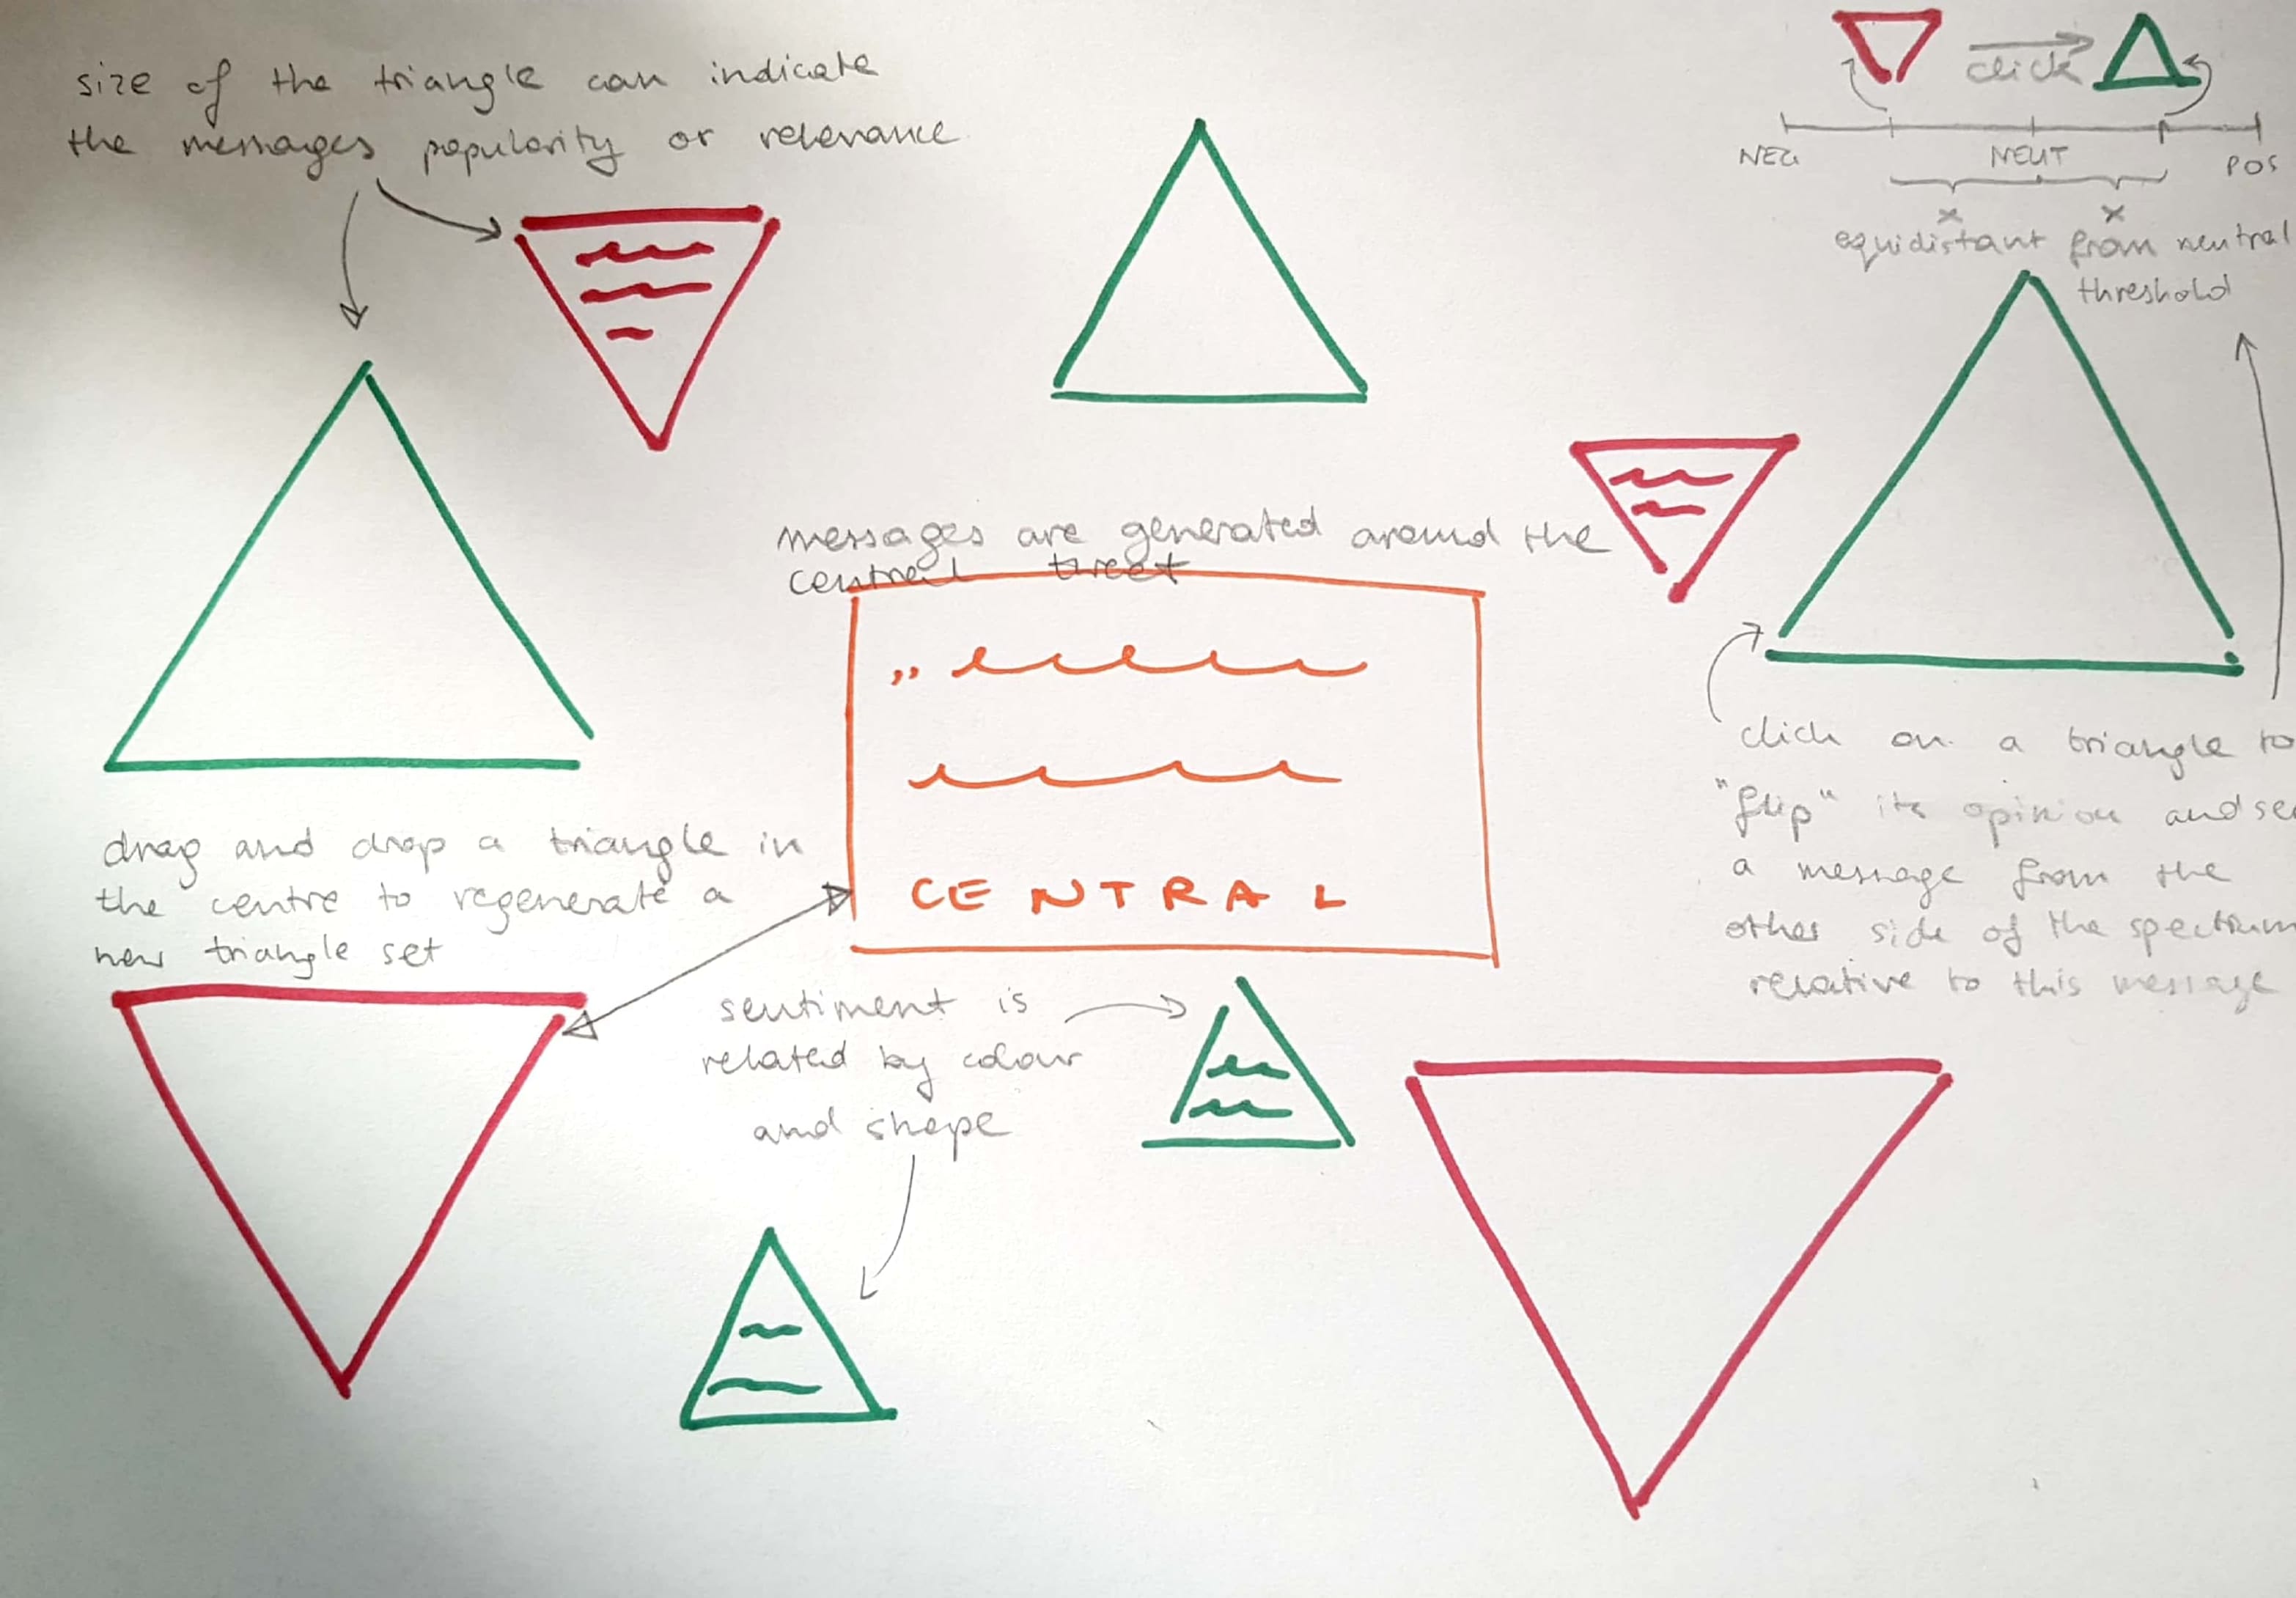 size of the triangle can indicate
the messages popularity or relevance
click
NEG NEUT POS
x x
equidistant from neutral
threshold
messages are generated around the
central tweet
CENTRAL
drag and drop a triangle in
the centre to regenerate a
new triangle set
sentiment is
related by colour
and shape
click on a triangle to
"flip" its opinion and
a message from the
other side of the spectrum
relative to this message